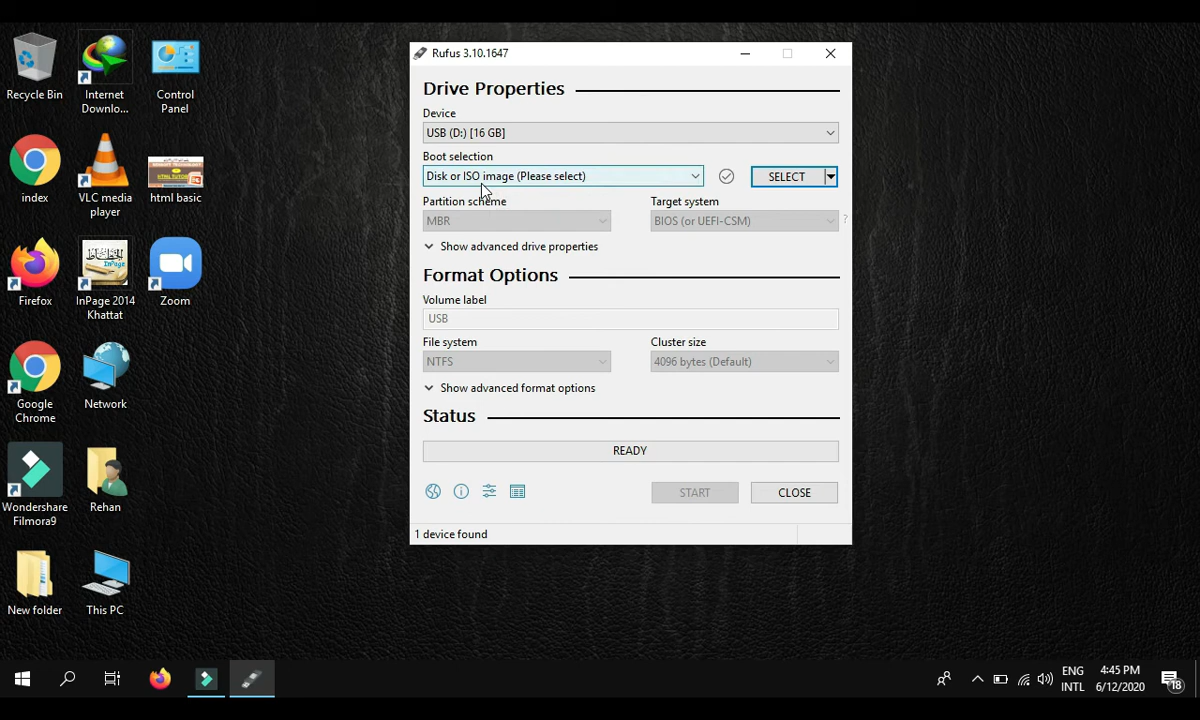 Recycle Bin
Internet
Downlo...
Control
Panel
index
VLC media
player
html basic
Firefox
InPage 2014
Khattat
Zoom
Google
Chrome
Network
Wondershare
Filmora9
Rehan
New folder
This PC
Rufus 3.10.1647
Drive Properties
Device
USB (D:) [16 GB]
Boot selection
Disk or ISO image (Please select)
SELECT
Partition scheme
Target system
MBR
BIOS (or UEFI-CSM)
?
Show advanced drive properties
Format Options
Volume label
USB
File system
Cluster size
NTFS
4096 bytes (Default)
Show advanced format options
Status
READY
START
CLOSE
1 device found
ENG
INTL
4:45 PM
6/12/2020
18